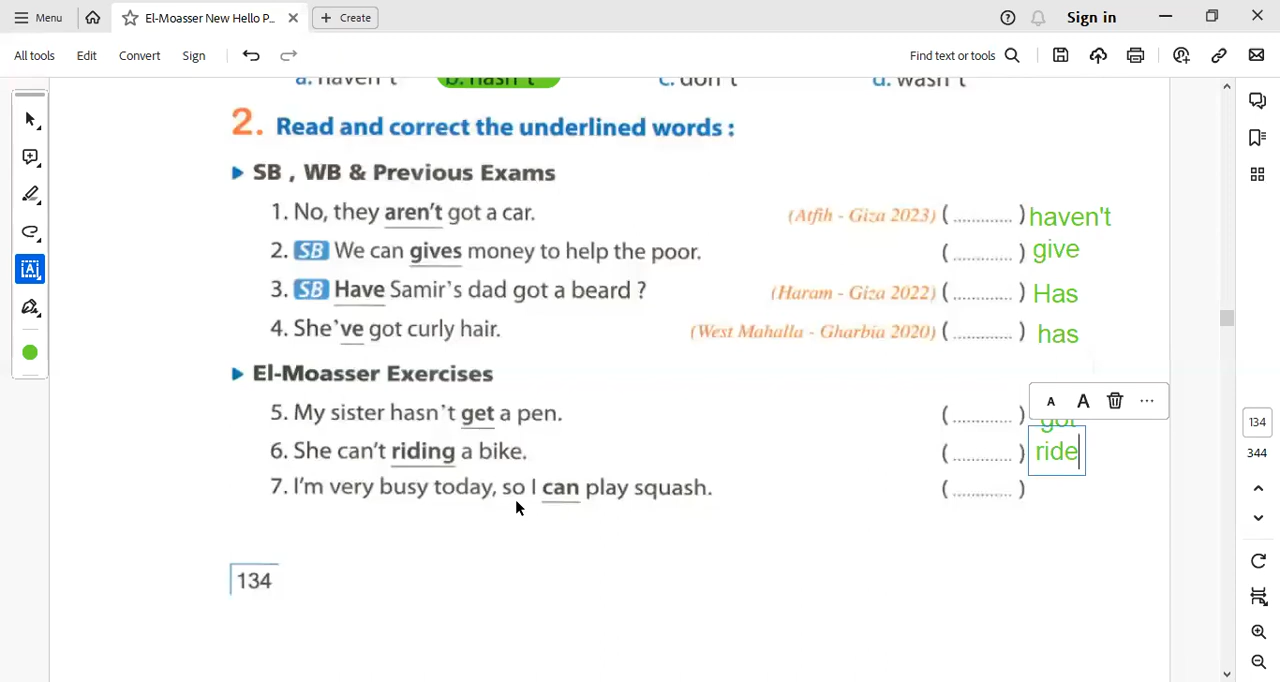 Menu
El-Moasser New Hello P...
Create
Sign in
All tools Edit Convert Sign
Find text or tools
a. haven't b. hasn't c. don't d. wasn't
2. Read and correct the underlined words :
SB , WB & Previous Exams
1. No, they aren't got a car. (Atfih - Giza 2023) ( ............ ) haven't
2. SB We can gives money to help the poor. ( ............ ) give
3. SB Have Samir's dad got a beard ? (Haram - Giza 2022) ( ............ ) Has
4. She've got curly hair. (West Mahalla - Gharbia 2020) ( ............ ) has
El-Moasser Exercises
A A ...
5. My sister hasn't get a pen. ( ............ ) got
6. She can't riding a bike. ( ............ ) ride
7. I'm very busy today, so I can play squash. ( ............ )
134
134
344